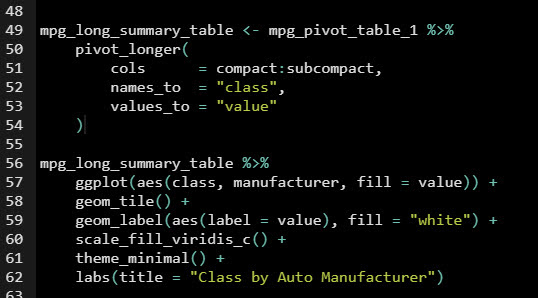 48
49 mpg_long_summary_table <- mpg_pivot_table_1 %>%
50     pivot_longer(
51         cols      = compact:subcompact,
52         names_to  = "class",
53         values_to = "value"
54     )
55
56 mpg_long_summary_table %>%
57     ggplot(aes(class, manufacturer, fill = value)) +
58     geom_tile() +
59     geom_label(aes(label = value), fill = "white") +
60     scale_fill_viridis_c() +
61     theme_minimal() +
62     labs(title = "Class by Auto Manufacturer")
63